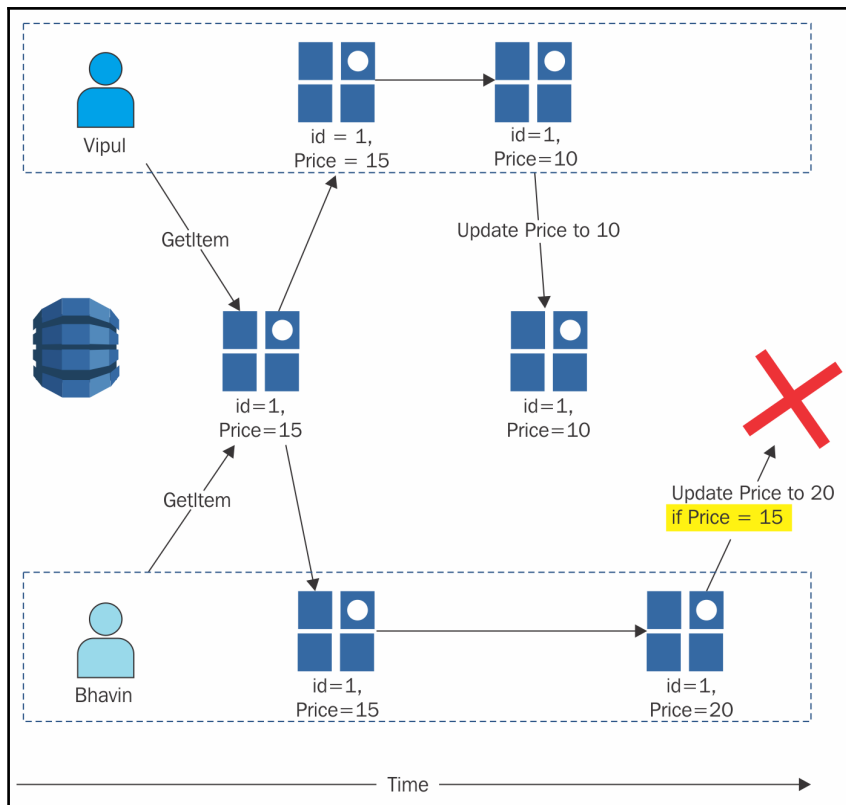 Vipul
id = 1,
Price = 15
id=1,
Price=10
GetItem
Update Price to 10
id=1,
Price=15
id=1,
Price=10
GetItem
Update Price to 20
if Price = 15
Bhavin
id=1,
Price=15
id=1,
Price=20
Time